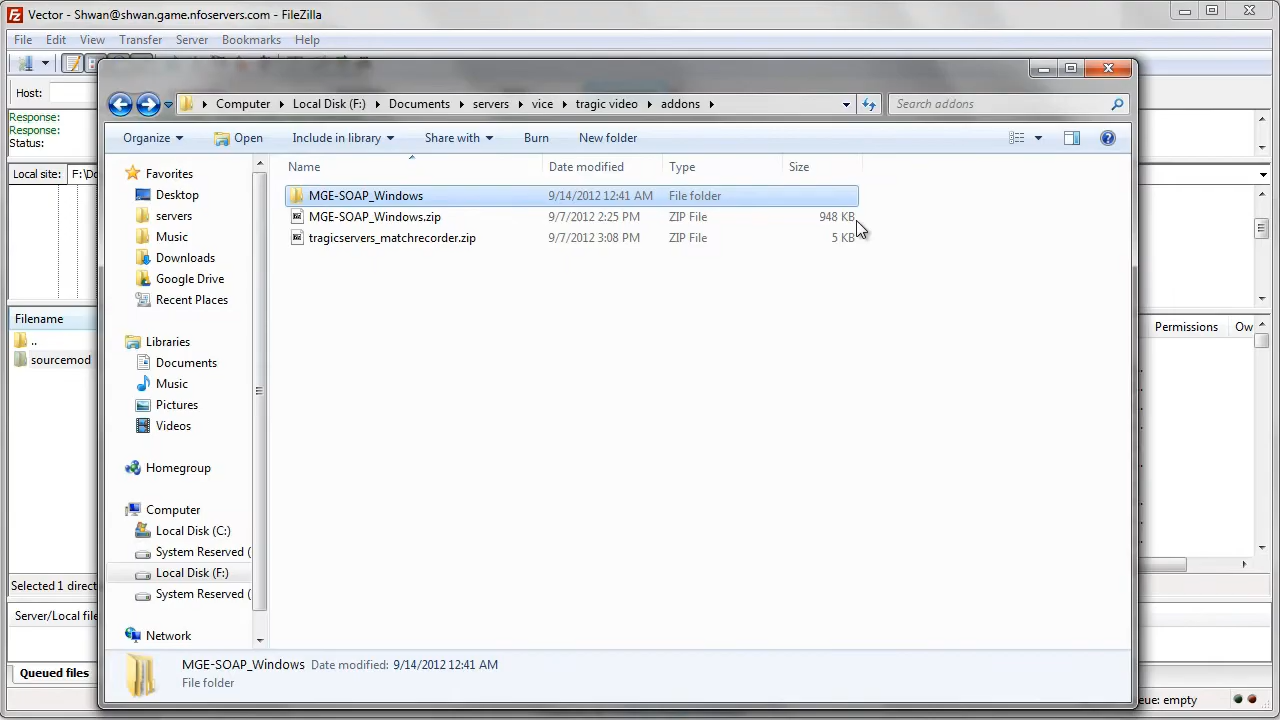 Vector - Shwan@shwan.game.nfoservers.com - FileZilla
File Edit View Transfer Server Bookmarks Help
Host:
Computer Local Disk (F:) Documents servers vice tragic video addons Search addons
Response:
Response:
Status:
Organize Open Include in library Share with Burn New folder
Name Date modified Type Size
Local site: F:\Do
Favorites
Desktop
servers
Music
Downloads
Google Drive
Recent Places
Libraries
Documents
Music
Pictures
Videos
Homegroup
Computer
Local Disk (C:)
System Reserved (
Local Disk (F:)
System Reserved (
Network
MGE-SOAP_Windows 9/14/2012 12:41 AM File folder
MGE-SOAP_Windows.zip 9/7/2012 2:25 PM ZIP File 948 KB
tragicservers_matchrecorder.zip 9/7/2012 3:08 PM ZIP File 5 KB
Filename
..
sourcemod
Permissions Ow
Selected 1 direct
Server/Local file
MGE-SOAP_Windows Date modified: 9/14/2012 12:41 AM
File folder
Queued files
ue: empty